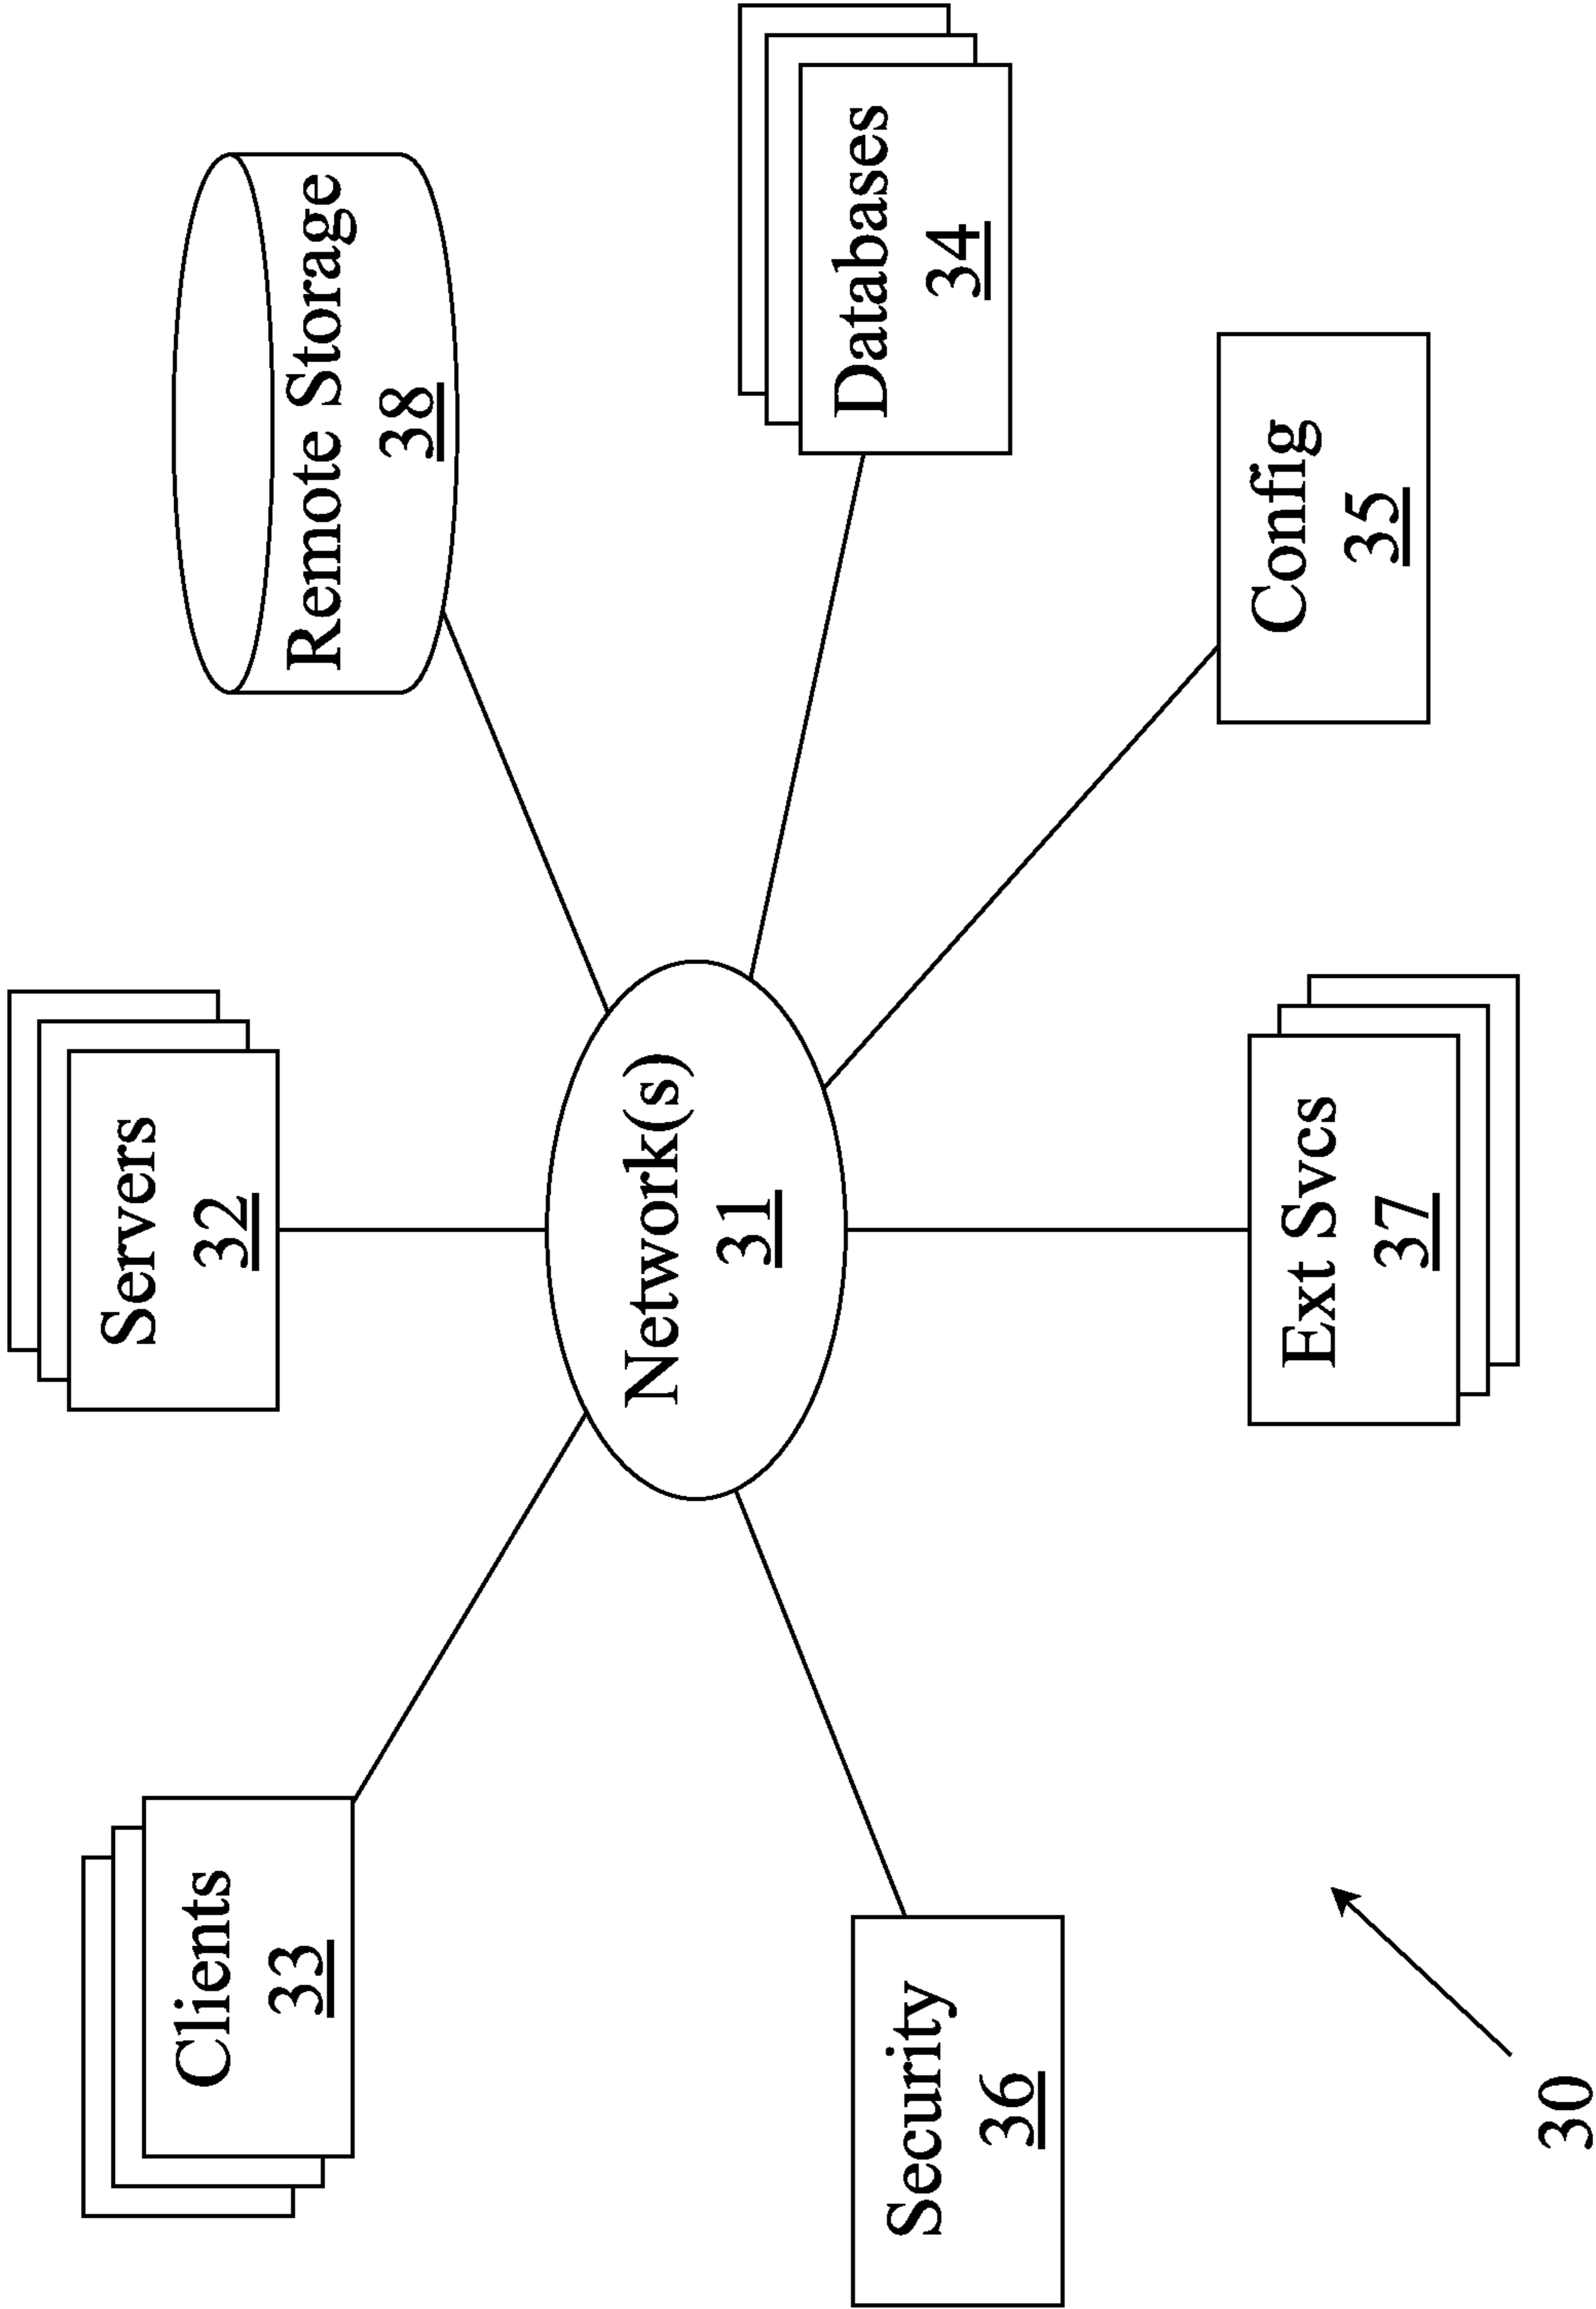 Servers
32
Clients
33
Remote Storage
38
Network(s)
31
Databases
34
Security
36
Config
35
Ext Svcs
37
30